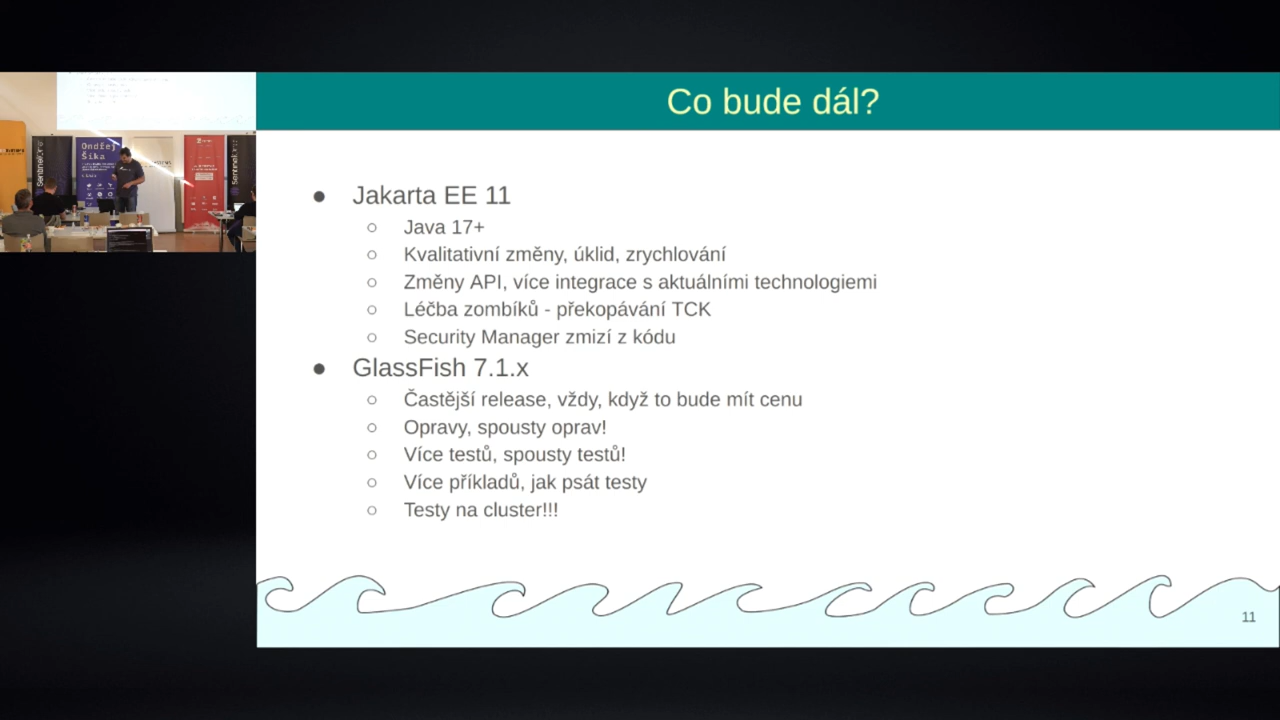 Co bude dál?
● Jakarta EE 11
○ Java 17+
○ Kvalitativní změny, úklid, zrychlování
○ Změny API, více integrace s aktuálními technologiemi
○ Léčba zombíků - překopávání TCK
○ Security Manager zmizí z kódu
● GlassFish 7.1.x
○ Častější release, vždy, když to bude mít cenu
○ Opravy, spousty oprav!
○ Více testů, spousty testů!
○ Více příkladů, jak psát testy
○ Testy na cluster!!!
11
Ondřej
Šika
SentinelOne
SentinelOne